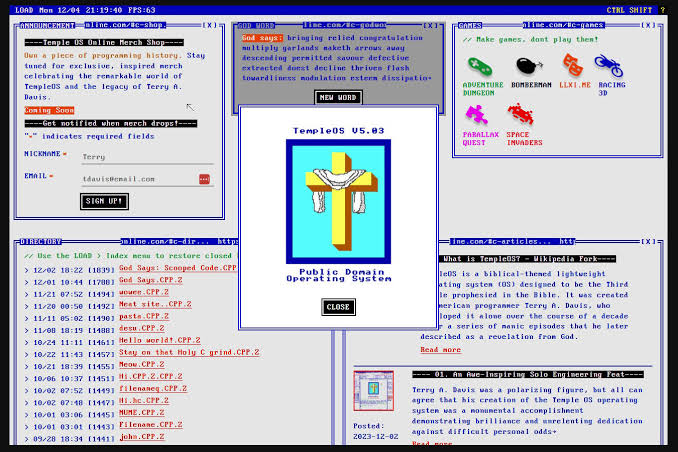 LOAD Mon 12/04 21:19:40 FPS:63
CTRL SHIFT ?
ANNOUNCEMENT
nline.com/#c-shop.
[X]
----Temple OS Online Merch Shop----
Own a piece of programming history. Stay
tuned for exclusive, inspired merch
celebrating the remarkable world of
TempleOS and the legacy of Terry A.
Davis.
Coming Soon
----Get notified when merch drops!----
"*" indicates required fields
NICKNAME*
Terry
EMAIL*
tdavis@email.com
SIGN UP!
GOD WORD
line.com/#c-godwo
[X]
God says: bringing relied congratulation
multiply garlands maketh arrows away
descending permitted savour defective
extracted doest decline thriven flash
towardliness modulation esteem dissipatio→
NEW WORD
GAMES
nline.com/#c-games
[X]
// Make games, dont play them!
ADVENTURE
DUNGEON
BOMBERMAN
LLXI.ME
RACING
3D
PARALLAX
QUEST
SPACE
INVADERS
TempleOS V5.03
Public Domain
Operating System
CLOSE
DIRECTORY
online.com/#c-dir... https
// Use the LOAD > Index menu to restore closed
> 12/02 18:22 [1839] God Says: Scooped Code.CPP
> 12/01 10:44 [1788] God Says.CPP.Z
> 11/21 07:52 [1494] wowee.CPP.Z
> 11/20 00:50 [1492] Neat site..CPP.Z
> 11/11 05:02 [1490] pasta.CPP.Z
> 11/08 18:19 [1488] desu.CPP.Z
> 10/24 11:11 [1461] Hello world!.CPP.Z
> 10/22 11:43 [1457] Stay on that Holy C grind.CPP.Z
> 10/21 18:39 [1455] Meow.CPP.Z
> 10/06 10:37 [1451] Hi.CPP.Z.CPP.Z
> 10/02 07:52 [1449] filenameq.CPP.Z
> 10/02 07:48 [1447] Hi.hc.CPP.Z
> 10/01 03:06 [1445] NUME.CPP.Z
> 10/01 03:01 [1443] Filename.CPP.Z
> 09/28 18:34 [1441] john.CPP.Z
line.com/#c-articles... htt
[X]
What is TempleOS? - Wikipedia Fork----
pleOS is a biblical-themed lightweight
rating system (OS) designed to be the Third
le prophesied in the Bible. It was created
merican programmer Terry A. Davis, who
loped it alone over the course of a decade
r a series of manic episodes that he later
described as a revelation from God.
Read more
---- 01. An Awe-Inspiring Solo Engineering Feat----
Terry A. Davis was a polarizing figure, but all can
agree that his creation of the Temple OS operating
system was a monumental accomplishment
demonstrating brilliance and unrelenting dedication
against difficult personal odds→
Read more
Posted:
2023-12-02